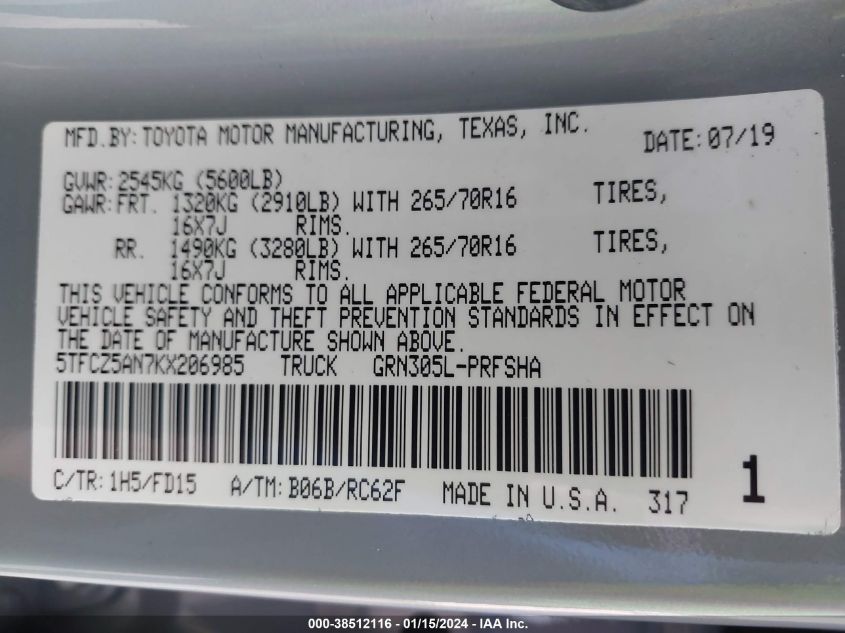 MFD.BY:TOYOTA MOTOR MANUFACTURING, TEXAS, INC. DATE:07/19
GVWR:2545KG (5600LB)
GAWR:FRT. 1320KG (2910LB) WITH 265/70R16 TIRES,
16X7J RIMS.
RR. 1490KG (3280LB) WITH 265/70R16 TIRES,
16X7J RIMS.
THIS VEHICLE CONFORMS TO ALL APPLICABLE FEDERAL MOTOR
VEHICLE SAFETY AND THEFT PREVENTION STANDARDS IN EFFECT ON
THE DATE OF MANUFACTURE SHOWN ABOVE.
5TFCZ5AN7KX206985 TRUCK GRN305L-PRFSHA
C/TR:1H5/FD15 A/TM:B06B/RC62F MADE IN U.S.A. 317 1
000-38512116 - 01/15/2024 - Copyright © IAA, Inc.